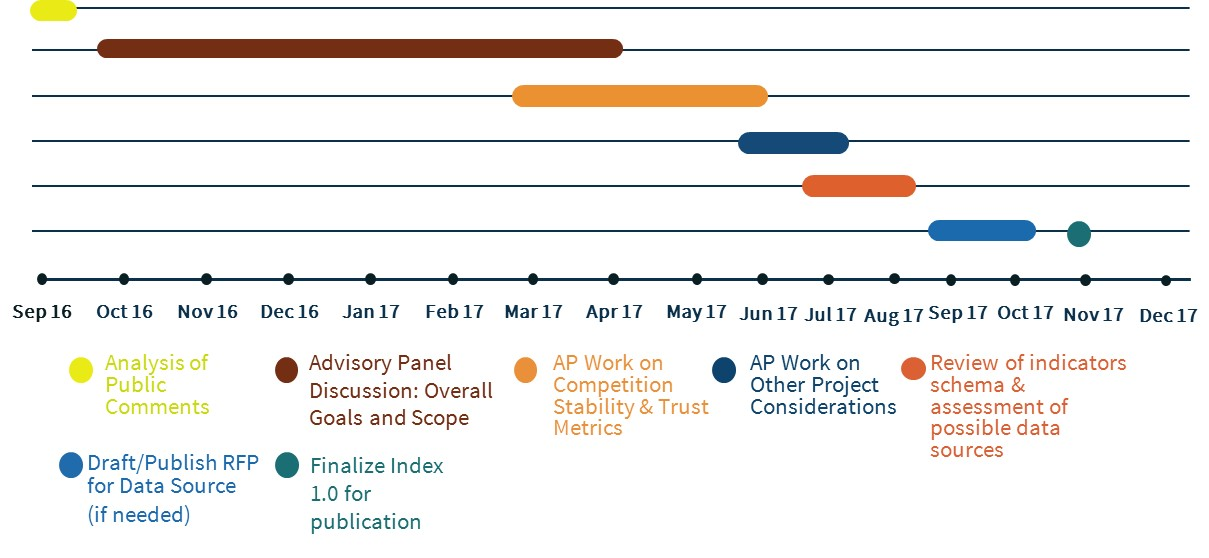 Sep 16 Oct 16 Nov 16 Dec 16 Jan 17 Feb 17 Mar 17 Apr 17 May 17 Jun 17 Jul 17 Aug 17 Sep 17 Oct 17 Nov 17 Dec 17
Analysis of
Public
Comments
Advisory Panel
Discussion: Overall
Goals and Scope
AP Work on
Competition
Stability & Trust
Metrics
AP Work on
Other Project
Considerations
Review of indicators
schema &
assessment of
possible data
sources
Draft/Publish RFP
for Data Source
(if needed)
Finalize Index
1.0 for
publication